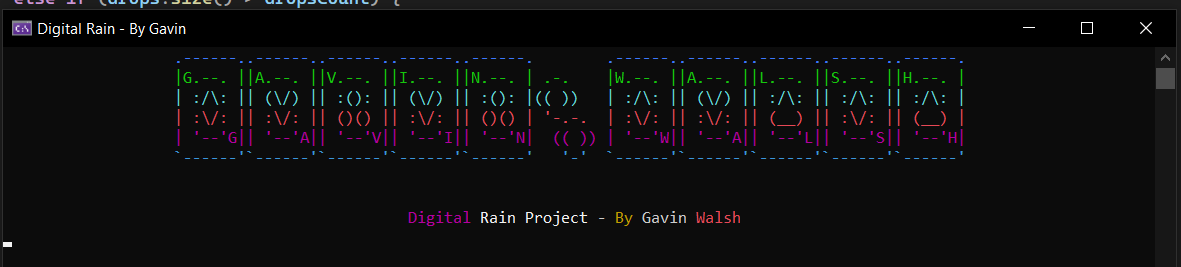 else if (drops.size() > dropsCount) {
Digital Rain - By Gavin
.------..------..------..------..------.            .------..------..------..------..------.
|G.--. ||A.--. ||V.--. ||I.--. ||N.--. | .-.    |W.--. ||A.--. ||L.--. ||S.--. ||H.--. |
| :/\: || (\/) || :(): || (\/) || :(): |(( ))   | :/\: || (\/) || :/\: || :/\: || :/\: |
| :\/: || :\/: || ()() || :\/: || ()() | '-.-.  | :\/: || :\/: || (__) || :\/: || (__) |
| '--'G|| '--'A|| '--'V|| '--'I|| '--'N|  (( )) | '--'W|| '--'A|| '--'L|| '--'S|| '--'H|
`------'`------'`------'`------'`------'   '-'  `------'`------'`------'`------'`------'
Digital Rain Project - By Gavin Walsh